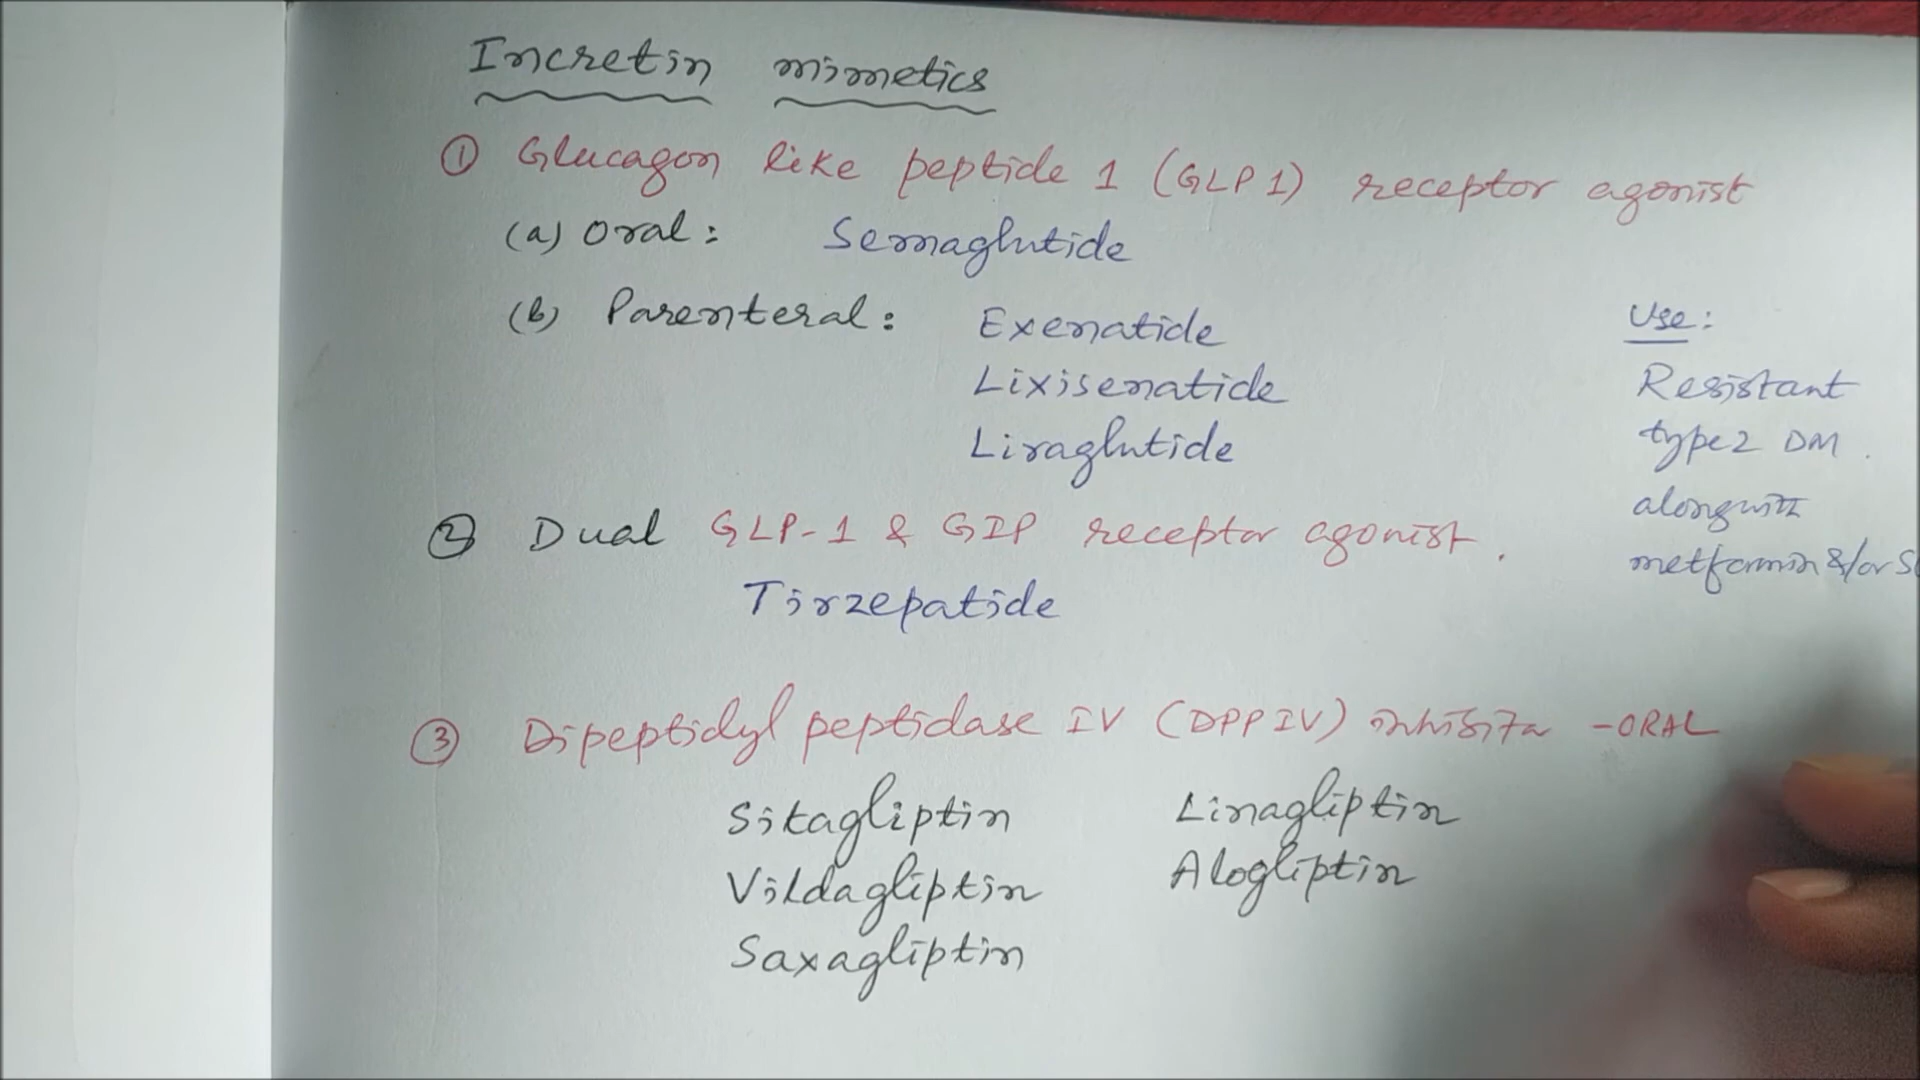 Incretin mimetics
① Glucagon like peptide 1 (GLP1) receptor agonist
(a) Oral: Semaglutide
(b) Parenteral: Exenatide
Lixisenatide
Liraglutide
Use:
Resistant
type 2 DM.
alongwith
metformin &/or S
② Dual GLP-1 & GIP receptor agonist.
Tirzepatide
③ Dipeptidyl peptidase IV (DPP IV) inhibitor - ORAL
Sitagliptin Linagliptin
Vildagliptin Alogliptin
Saxagliptin